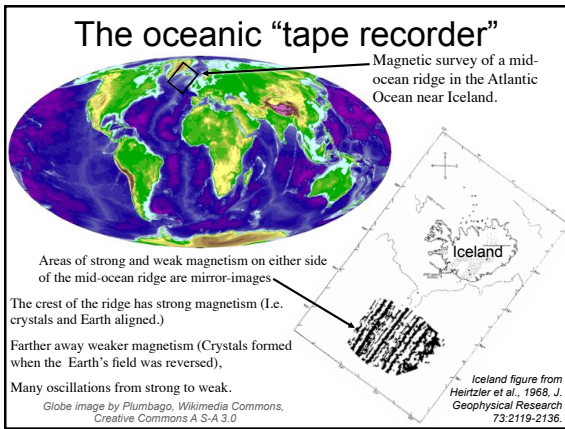 The oceanic “tape recorder”
Magnetic survey of a mid-
ocean ridge in the Atlantic
Ocean near Iceland.
Iceland
Areas of strong and weak magnetism on either side
of the mid-ocean ridge are mirror-images
The crest of the ridge has strong magnetism (I.e.
crystals and Earth aligned.)
Farther away weaker magnetism (Crystals formed
when the  Earth’s field was reversed),
Many oscillations from strong to weak.
Globe image by Plumbago, Wikimedia Commons,
Creative Commons A S-A 3.0
Iceland figure from
Heirtzler et al., 1968, J.
Geophysical Research
73:2119-2136.